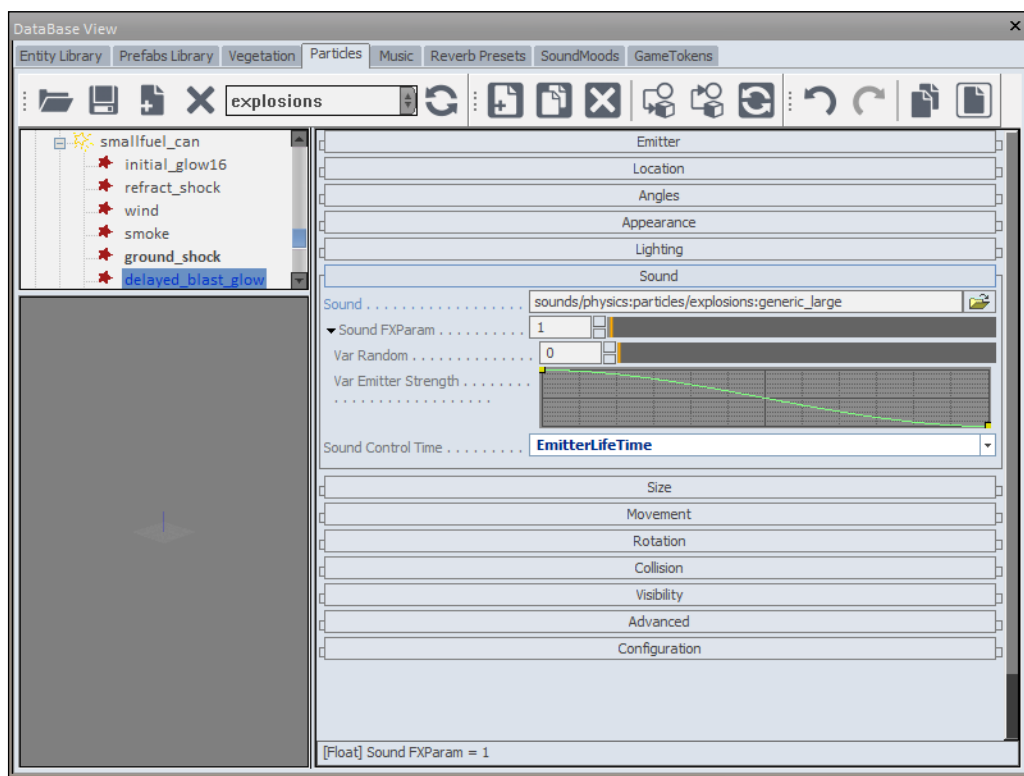 DataBase View
Entity Library Prefabs Library Vegetation Particles Music Reverb Presets SoundMoods GameTokens
explosions
smallfuel_can
initial_glow16
refract_shock
wind
smoke
ground_shock
delayed_blast_glow
Emitter
Location
Angles
Appearance
Lighting
Sound
Sound . . . . . . . . . . . . . . . . . sounds/physics:particles/explosions:generic_large
Sound FXParam . . . . . . . . . . 1
Var Random . . . . . . . . . . . . . . 0
Var Emitter Strength . . . . . . . .
. . . . . . . . . . . . . . . . . .
Sound Control Time . . . . . . . . . EmitterLifeTime
Size
Movement
Rotation
Collision
Visibility
Advanced
Configuration
[Float] Sound FXParam = 1